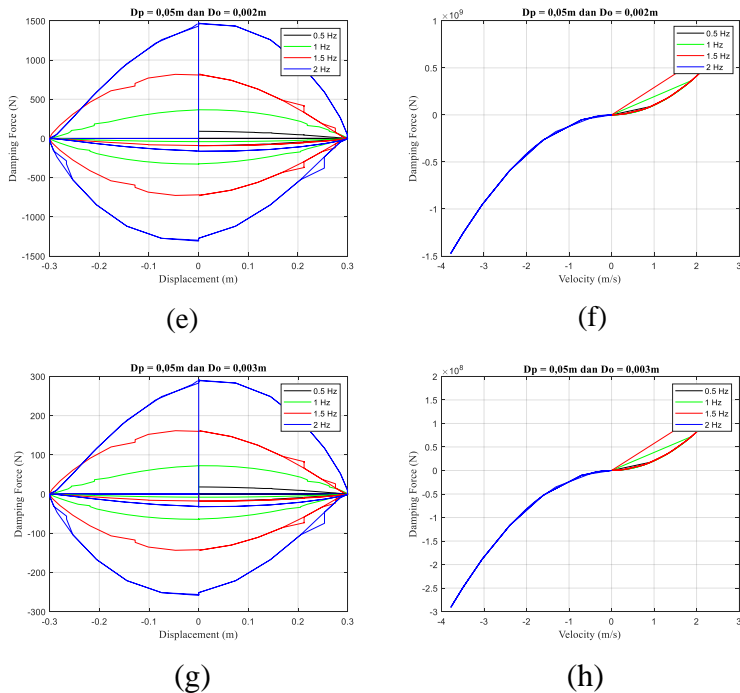 Dp = 0,05m dan Do = 0,002m
Damping Force (N)
1500
1000
500
0
-500
-1000
-1500
-0.3
-0.2
-0.1
0
0.1
0.2
0.3
Displacement (m)
0.5 Hz
1 Hz
1.5 Hz
2 Hz
(e)
Dp = 0,05m dan Do = 0,002m
×10⁹
Damping Force (N)
1
0.5
0
-0.5
-1
-1.5
-4
-3
-2
-1
0
1
2
3
Velocity (m/s)
0.5 Hz
1 Hz
1.5 Hz
2 Hz
(f)
Dp = 0,05m dan Do = 0,003m
Damping Force (N)
300
200
100
0
-100
-200
-300
-0.3
-0.2
-0.1
0
0.1
0.2
0.3
Displacement (m)
0.5 Hz
1 Hz
1.5 Hz
2 Hz
(g)
Dp = 0,05m dan Do = 0,003m
×10⁸
Damping Force (N)
2
1.5
1
0.5
0
-0.5
-1
-1.5
-2
-2.5
-3
-4
-3
-2
-1
0
1
2
3
Velocity (m/s)
0.5 Hz
1 Hz
1.5 Hz
2 Hz
(h)